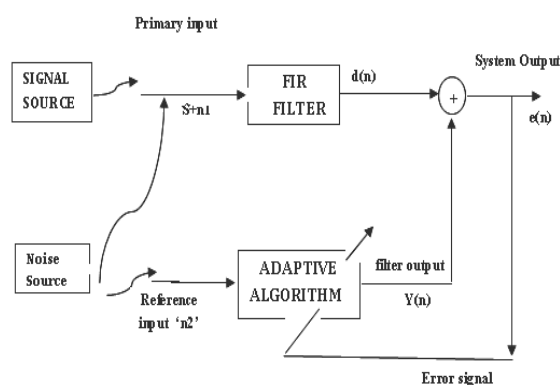 Primary input
SIGNAL
SOURCE
S+n1
FIR
FILTER
d(n)
+
System Output
e(n)
Noise
Source
Reference
input ‘n2’
ADAPTIVE
ALGORITHM
filter output
Y(n)
Error signal